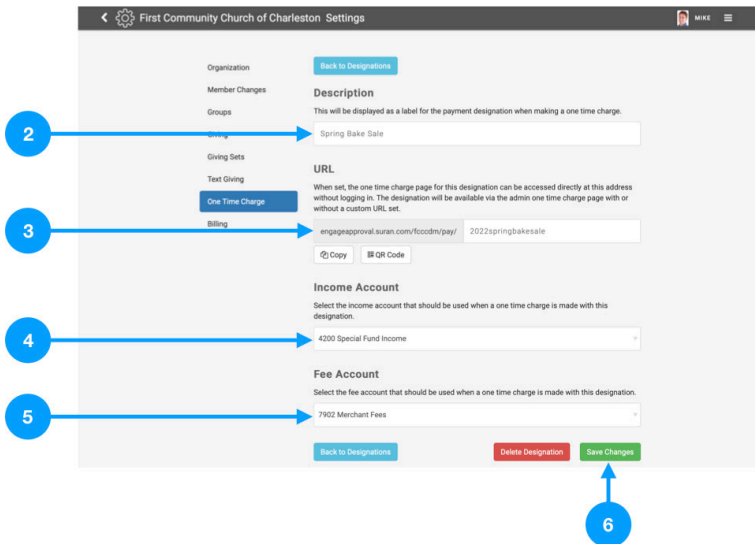 First Community Church of Charleston Settings
MIKE
Organization
Member Changes
Groups
Giving
Giving Sets
Text Giving
One Time Charge
Billing
Back to Designations
Description
This will be displayed as a label for the payment designation when making a one time charge.
2
Spring Bake Sale
URL
When set, the one time charge page for this designation can be accessed directly at this address
without logging in. The designation will be available via the admin one time charge page with or
without a custom URL set.
3
engageapproval.suran.com/fcccdm/pay/ 2022springbakesale
Copy QR Code
Income Account
Select the income account that should be used when a one time charge is made with this
designation.
4
4200 Special Fund Income
Fee Account
Select the fee account that should be used when a one time charge is made with this designation.
5
7902 Merchant Fees
Back to Designations Delete Designation Save Changes
6